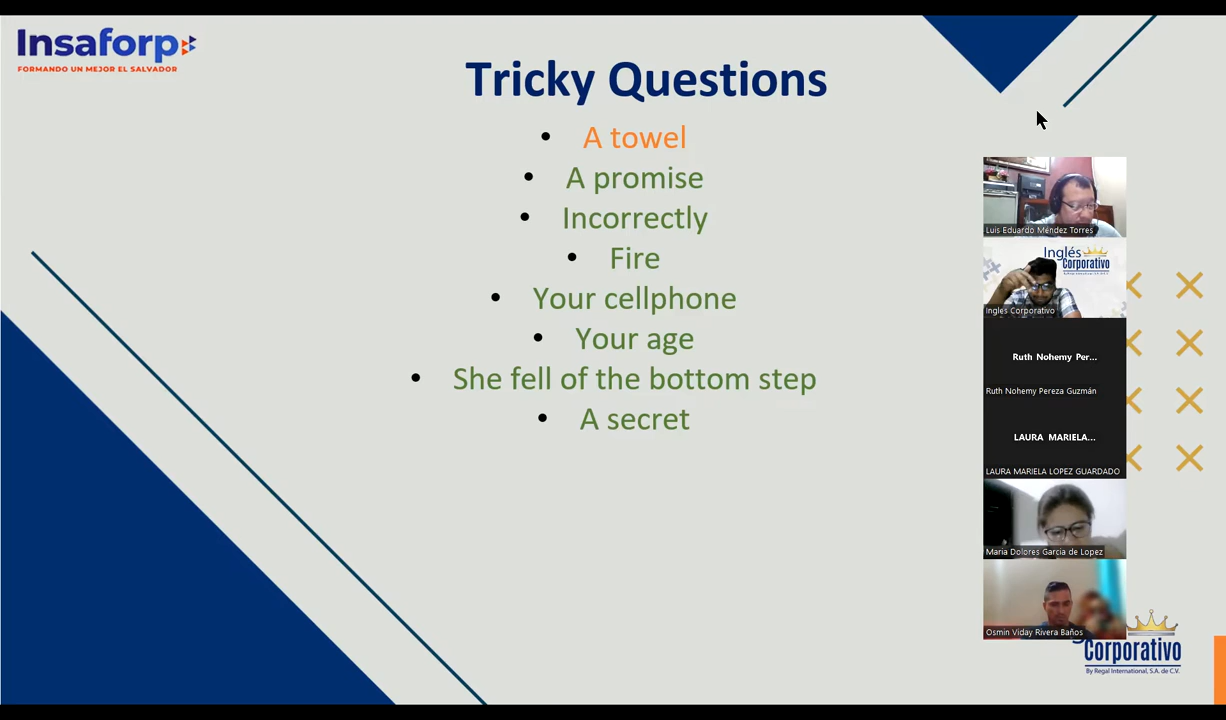 Insaforp
FORMANDO UN MEJOR EL SALVADOR
Tricky Questions
• A towel
• A promise
• Incorrectly
• Fire
• Your cellphone
• Your age
• She fell of the bottom step
• A secret
Luis Eduardo Méndez Torres
Inglés
Corporativo
Ingles Corporativo
Ruth Nohemy Per...
Ruth Nohemy Pereza Guzmán
LAURA MARIELA...
LAURA MARIELA LOPEZ GUARDADO
Maria Dolores Garcia de Lopez
Osmin Viday Rivera Baños
Corporativo
By Regal International, S.A. de C.V.